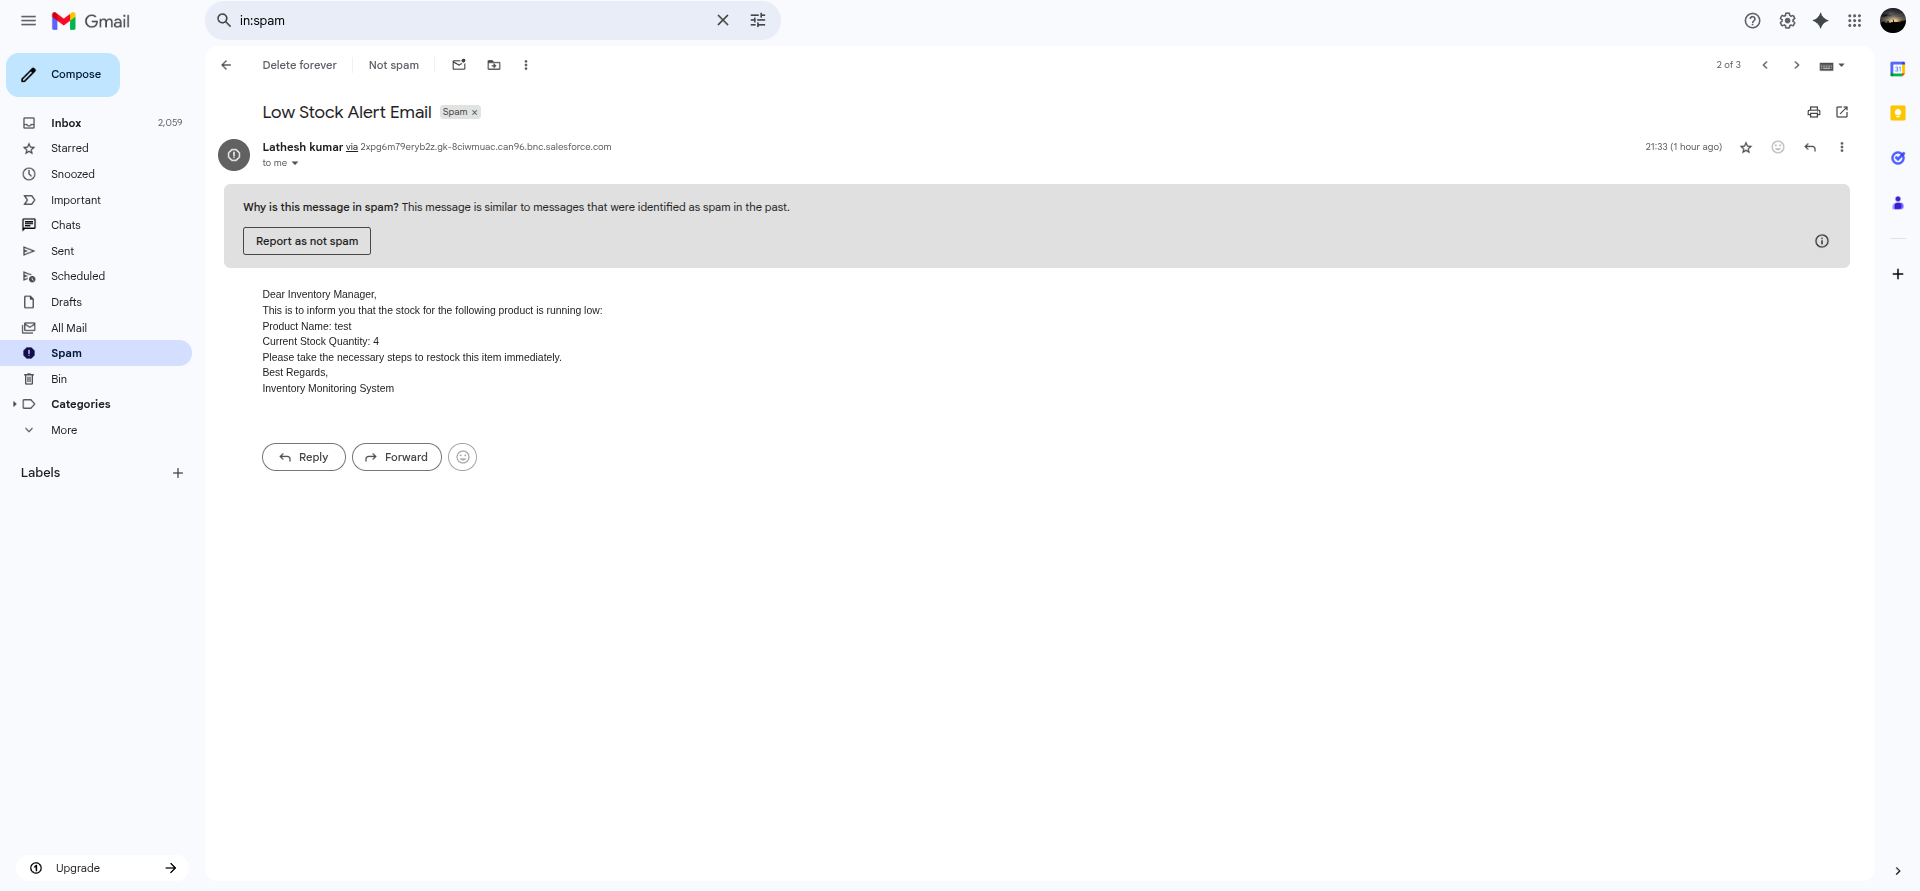 Gmail
in:spam
Compose
Inbox 2,059
Starred
Snoozed
Important
Chats
Sent
Scheduled
Drafts
All Mail
Spam
Bin
Categories
More
Labels
Upgrade
Delete forever
Not spam
2 of 3
Low Stock Alert Email Spam ×
Lathesh kumar via 2xpg6m79eryb2z.gk-8ciwmuac.can96.bnc.salesforce.com
21:33 (1 hour ago)
to me
Why is this message in spam? This message is similar to messages that were identified as spam in the past.
Report as not spam
Dear Inventory Manager,
This is to inform you that the stock for the following product is running low:
Product Name: test
Current Stock Quantity: 4
Please take the necessary steps to restock this item immediately.
Best Regards,
Inventory Monitoring System
Reply
Forward
31